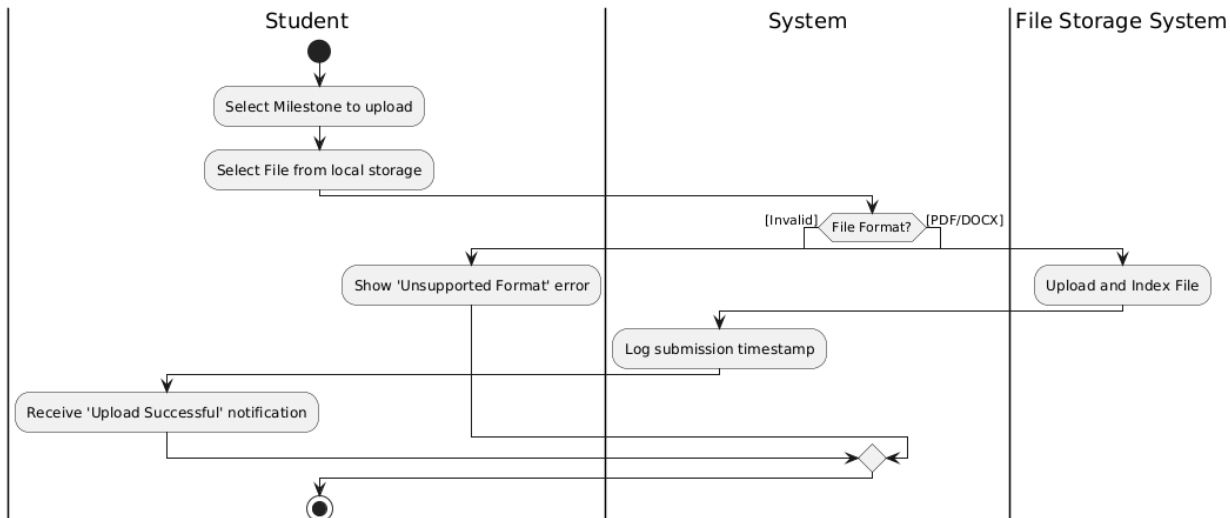 Student
System
File Storage System
Select Milestone to upload
Select File from local storage
[Invalid]
File Format?
[PDF/DOCX]
Show 'Unsupported Format' error
Upload and Index File
Log submission timestamp
Receive 'Upload Successful' notification